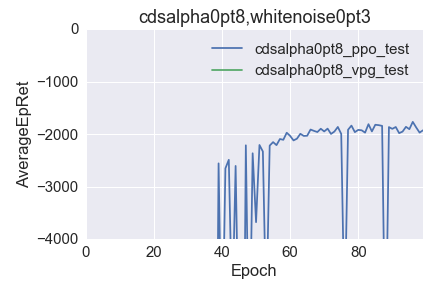 cdsalpha0pt8,whitenoise0pt3
cdsalpha0pt8_ppo_test
cdsalpha0pt8_vpg_test
AverageEpRet
0
−1000
−2000
−3000
−4000
0 20 40 60 80
Epoch